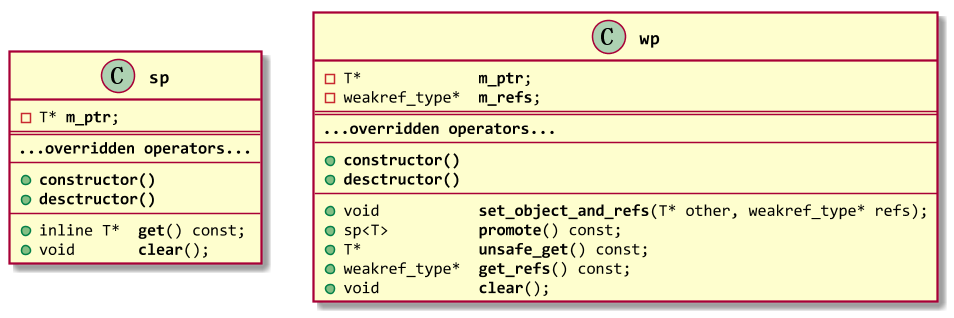 C sp
T* m_ptr;
...overridden operators...
constructor()
desctructor()
inline T* get() const;
void clear();
C wp
T* m_ptr;
weakref_type* m_refs;
...overridden operators...
constructor()
desctructor()
void set_object_and_refs(T* other, weakref_type* refs);
sp<T> promote() const;
T* unsafe_get() const;
weakref_type* get_refs() const;
void clear();